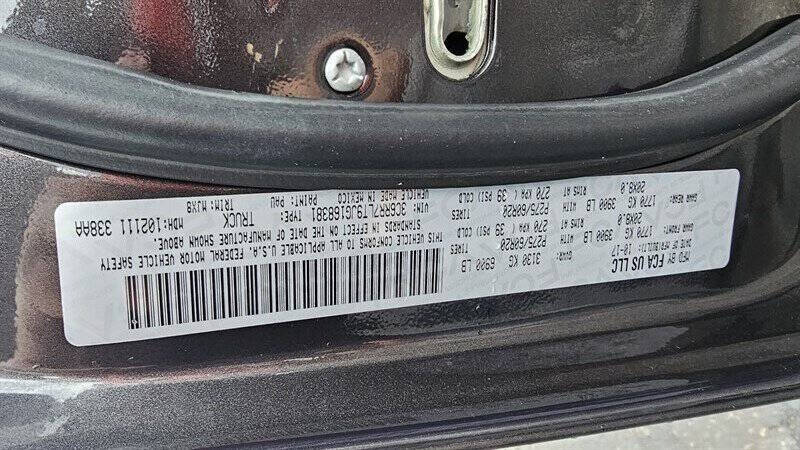 MFD BY FCA US LLC
DATE OF MFR: 10-17 GVWR: 3130 KG 6900 LB
GAWR FRONT: WITH TIRES RIMS AT COLD
1770 KG 3900 LB P275/60R20 20X8.0 270 KPA ( 39 PSI)
GAWR REAR: WITH TIRES RIMS AT COLD
1770 KG 3900 LB P275/60R20 20X8.0 270 KPA ( 39 PSI)
THIS VEHICLE CONFORMS TO ALL APPLICABLE U.S.A. FEDERAL MOTOR VEHICLE SAFETY
STANDARDS IN EFFECT ON THE DATE OF MANUFACTURE SHOWN ABOVE.
VIN: TYPE: TRUCK MDH: 102111 338AA
VEHICLE MADE IN MEXICO PAINT: PAU TRIM: